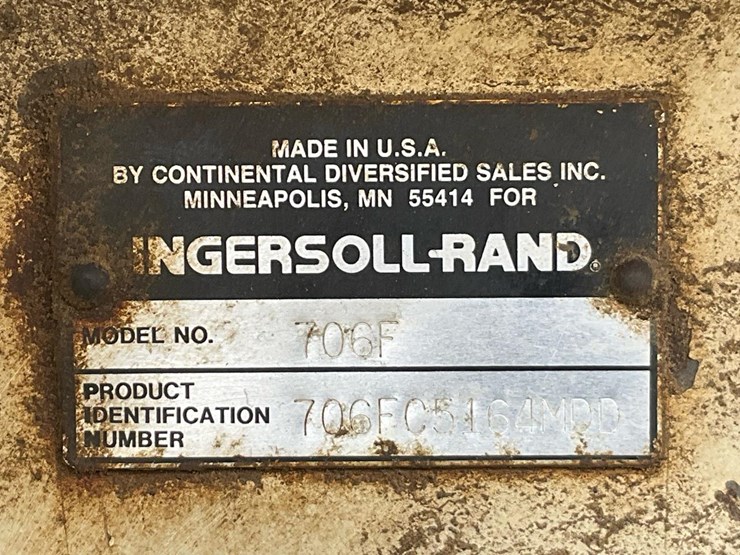 MADE IN U.S.A.
BY CONTINENTAL DIVERSIFIED SALES INC.
MINNEAPOLIS, MN 55414 FOR
INGERSOLL-RAND®
MODEL NO. 706F
PRODUCT
IDENTIFICATION
NUMBER
706FC5164MDD